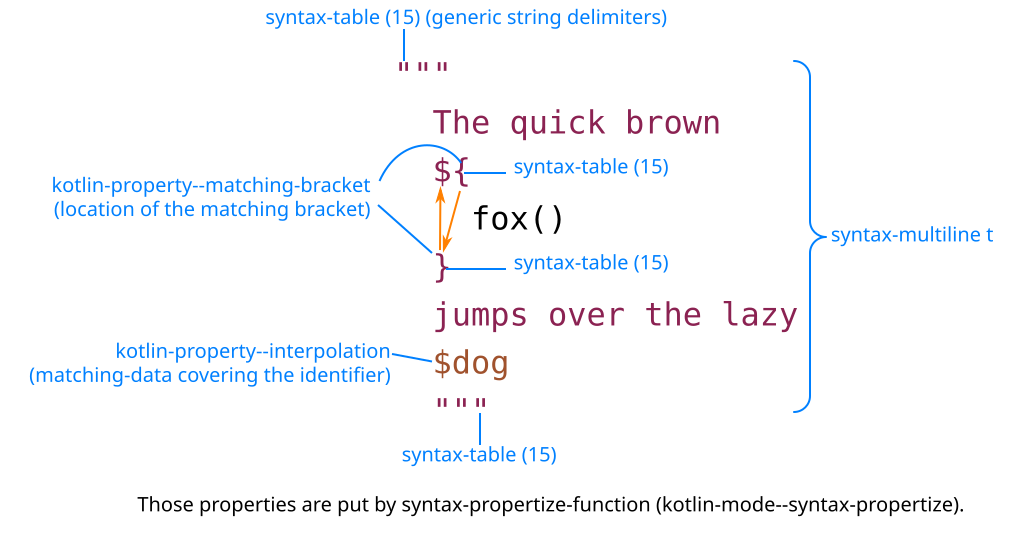 syntax-table (15) (generic string delimiters)
"""
The quick brown
${
syntax-table (15)
kotlin-property--matching-bracket
(location of the matching bracket)
fox()
syntax-multiline t
}
syntax-table (15)
jumps over the lazy
kotlin-property--interpolation
(matching-data covering the identifier)
$dog
"""
syntax-table (15)
Those properties are put by syntax-propertize-function (kotlin-mode--syntax-propertize).